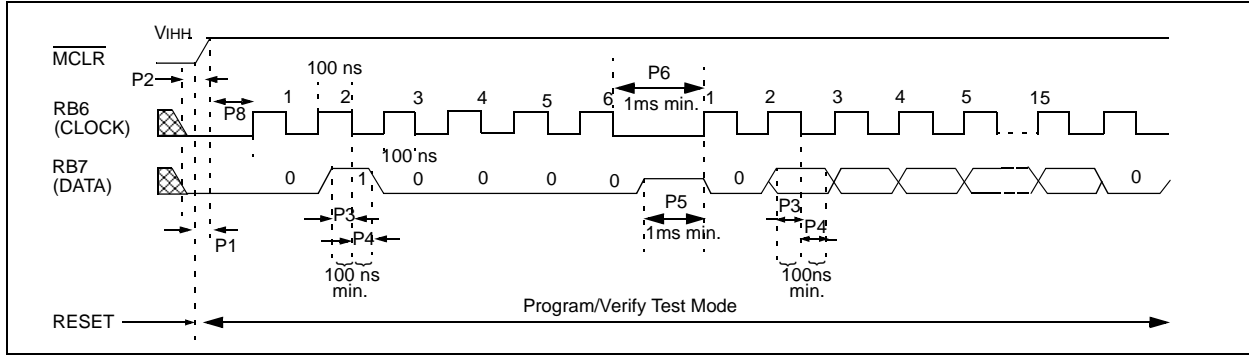 VIHH
MCLR
P2
100 ns
P6
RB6
(CLOCK)
P8
1 2 3 4 5 6
1ms min.
1 2 3 4 5 15
RB7
(DATA)
100 ns
0 1 0 0 0 0
0 0
P1
P3
P4
P5
1ms min.
P3
P4
100 ns
min.
100ns
min.
Program/Verify Test Mode
RESET